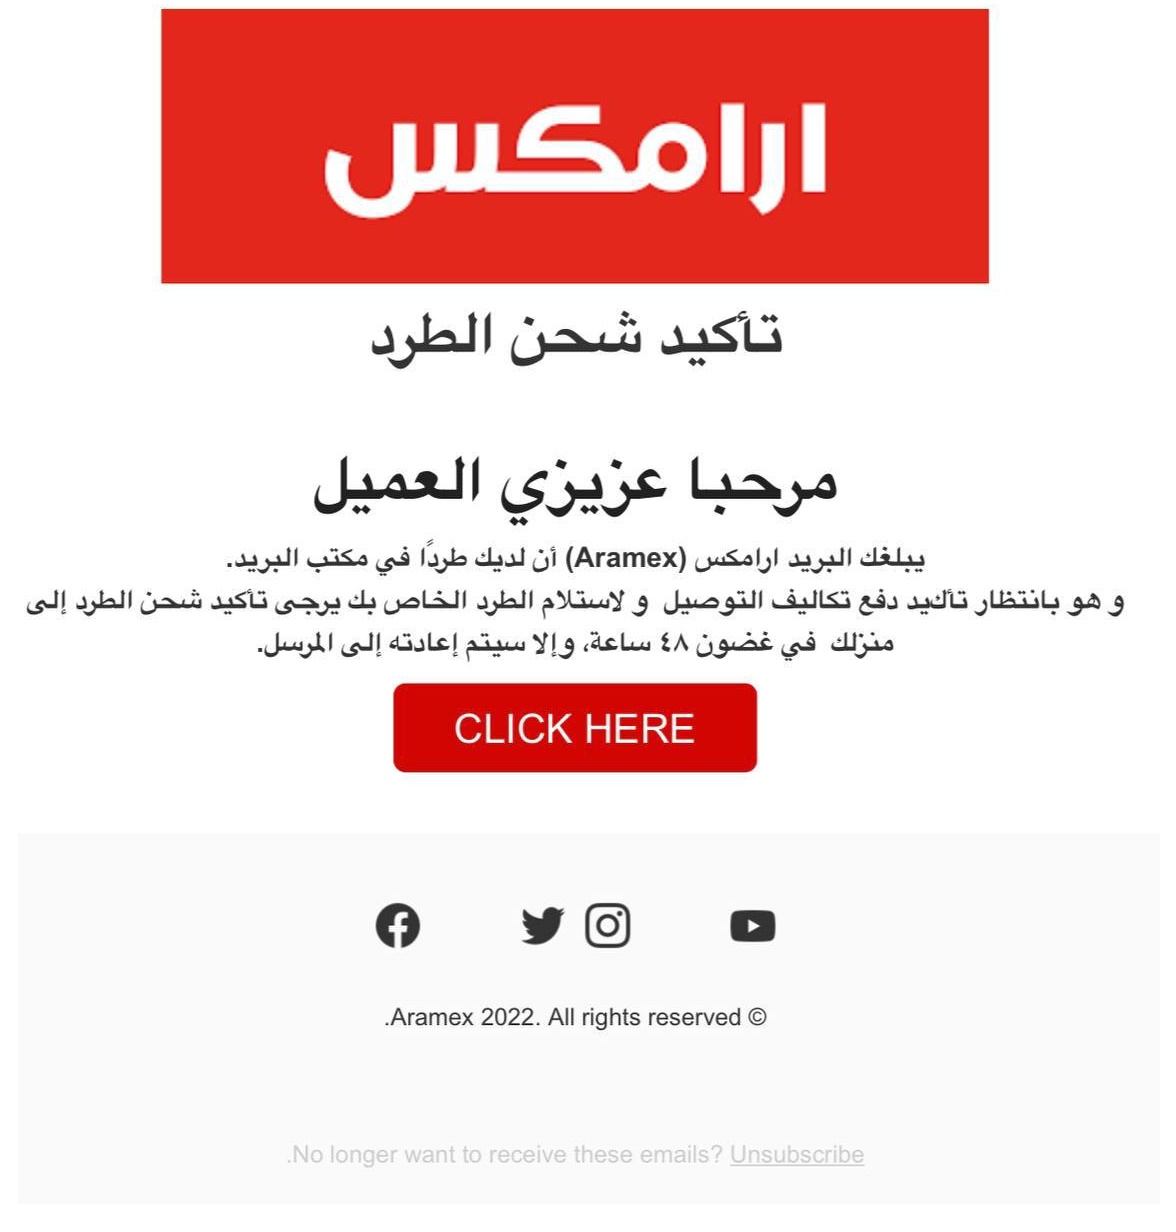 ارامكس
تأكيد شحن الطرد
مرحبا عزيزي العميل
يبلغك البريد ارامكس (Aramex) أن لديك طردًا في مكتب البريد.
و هو بانتظار تأكيد دفع تكاليف التوصيل و لاستلام الطرد الخاص بك يرجى تأكيد شحن الطرد إلى
منزلك في غضون ٤٨ ساعة، وإلا سيتم إعادته إلى المرسل.
CLICK HERE
.Aramex 2022. All rights reserved ©
.No longer want to receive these emails? Unsubscribe